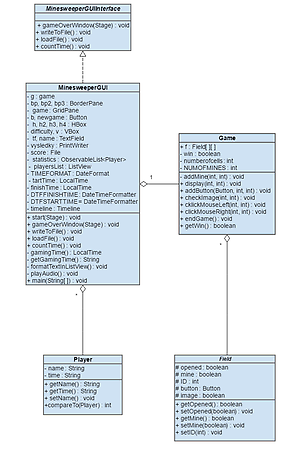 MinesweeperGUIInterface
+ gameOverWindow(Stage) : void
+ writeToFile() : void
+ loadFile() : void
+ countTime() : void
MinesweeperGUI
- g : game
- bp, bp2, bp3 : BorderPane
- game : GridPane
- b, newgame : Button
- h, h2, h3, h4 : HBox
- difficulty, v : VBox
- tf, name : TextField
- vysledky : PrintWriter
- score : File
- statistics : ObservableList<Player>
- playersList : ListView
- TIMEFORMAT : DateFormat
- tartTime : LocalTime
- finishTime : LocalTime
- DTFFINISHTIME : DateTimeFormatter
- DTFSTARTTIME = DateTimeFormatter
- timeline : Timeline
+ start(Stage) : void
+ gameOverWindow(Stage) : void
+ writeToFile() : void
+ loadFile() : void
+ countTime() : void
- gamingTime() : LocalTime
- getGamingTime() : String
- formatTextInListView() : void
- playAudio() : void
+ main(String[ ]) : void
1
*
Game
+ f : Field[ ][ ]
- win : boolean
- numberofcells : int
- NUMOFMINES : int
- addMine(int, int) : void
+ display(int, int) : void
+ addButton(Button, int, int) : void
+ checkImage(int, int) : void
+ cklickMouseLeft(int, int) : void
+ clickMouseRight(int, int) : void
+ endGame() : void
+ getWin() : boolean
1
*
Player
- name : String
- time : String
+ getName() : String
+ getTime() : String
+ setName() : void
+compareTo(Player) : int
Field
# opened : boolean
# mine : boolean
# ID : int
# button : Button
# image : boolean
+ getOpened() : boolean
+ setOpened(boolean) : void
+ getMine() : boolean
+ setMine(boolean) : void
+ setID(int) : void